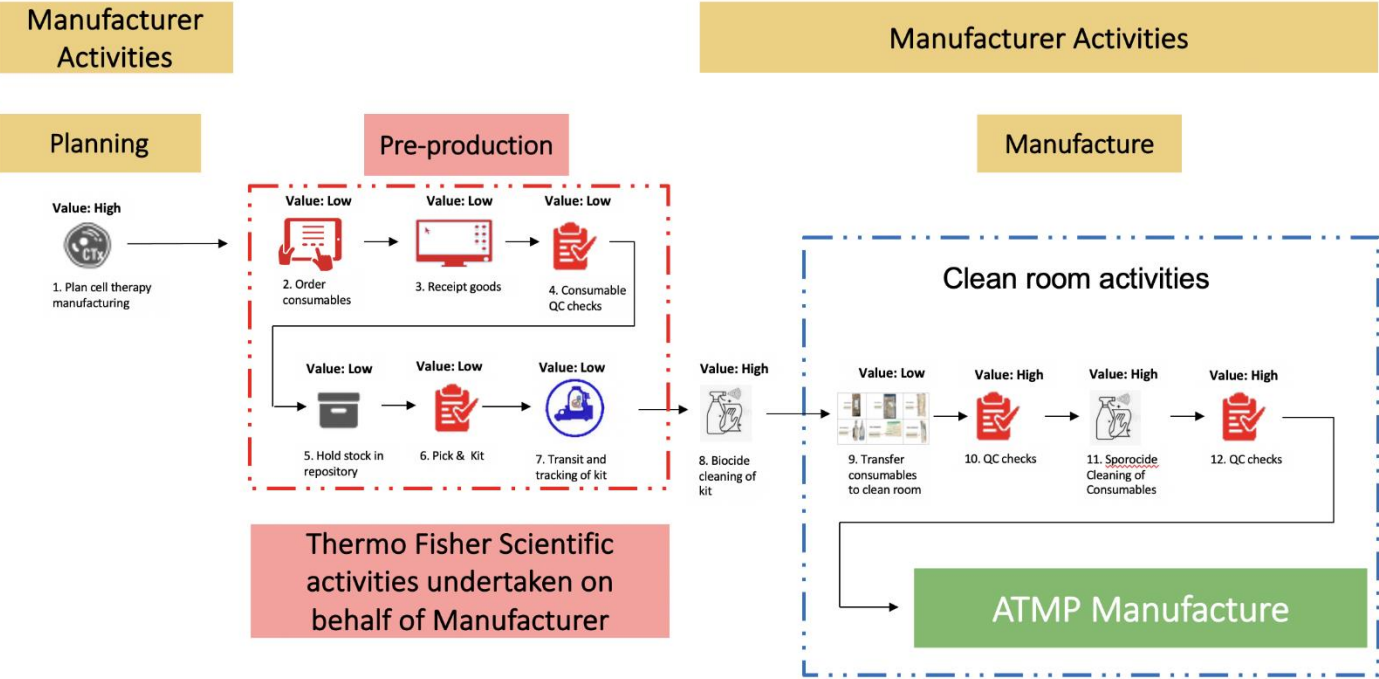 Manufacturer
Activities
Manufacturer Activities
Planning
Pre-production
Manufacture
Value: High
CTx
1. Plan cell therapy
manufacturing
Value: Low
2. Order
consumables
Value: Low
3. Receipt goods
Value: Low
4. Consumable
QC checks
Value: Low
5. Hold stock in
repository
Value: Low
6. Pick & Kit
Value: Low
7. Transit and
tracking of kit
Value: High
8. Biocide
cleaning of
kit
Clean room activities
Value: Low
9. Transfer
consumables
to clean room
Value: High
10. QC checks
Value: High
11. Sporocide
Cleaning of
Consumables
Value: High
12. QC checks
Thermo Fisher Scientific
activities undertaken on
behalf of Manufacturer
ATMP Manufacture